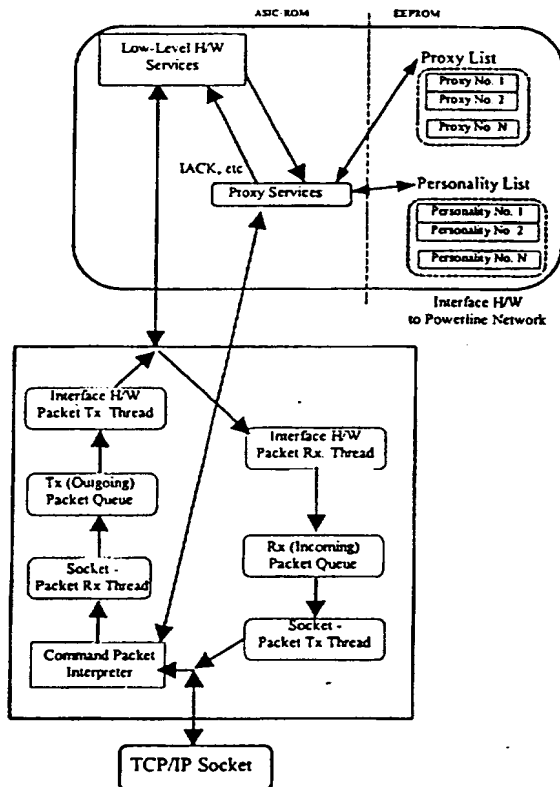 ASIC-ROM
EEPROM
Low-Level H/W
Services
Proxy List
Proxy No. 1
Proxy No. 2
Proxy No. N
IACK, etc
Proxy Services
Personality List
Personality No. 1
Personality No. 2
Personality No. N
Interface H/W
to Powerline Network
Interface H/W
Packet Tx Thread
Interface H/W
Packet Rx. Thread
Tx (Outgoing)
Packet Queue
Rx (Incoming)
Packet Queue
Socket -
Packet Rx Thread
Socket -
Packet Tx Thread
Command Packet
Interpreter
TCP/IP Socket